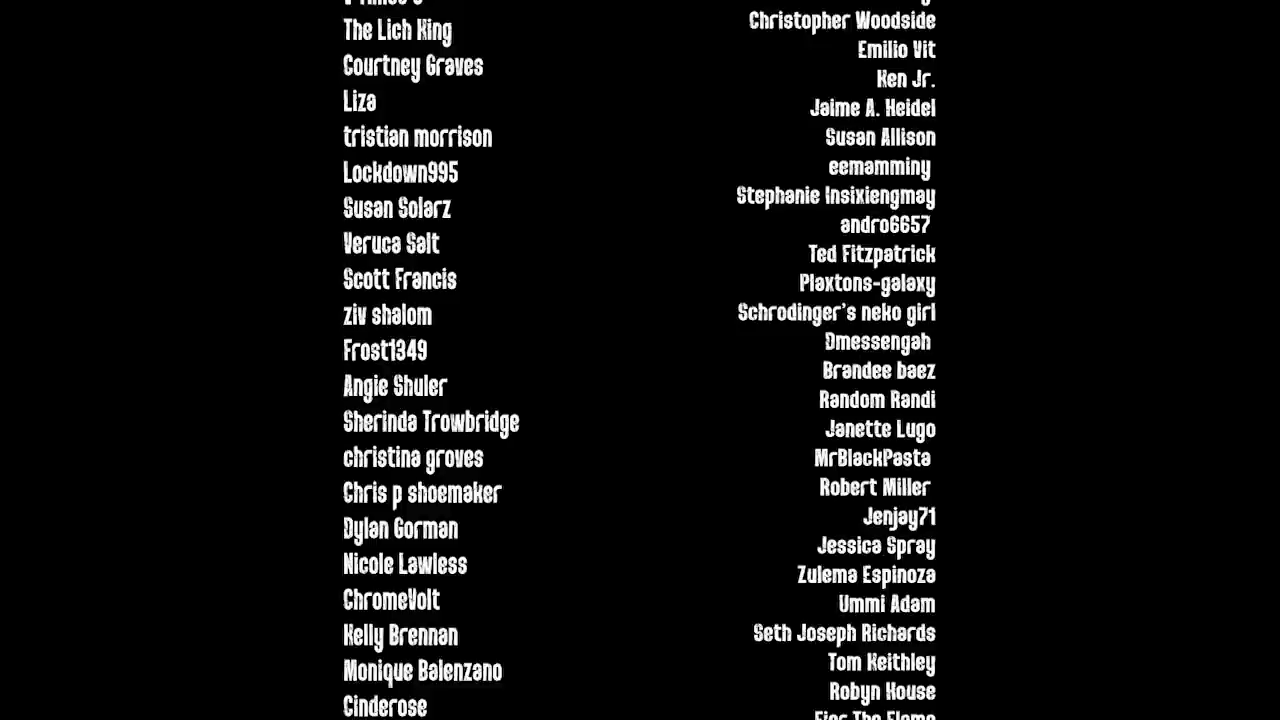 The Lich King
Courtney Graves
Liza
tristian morrison
Lockdown995
Susan Solarz
Veruca Salt
Scott Francis
ziv shalom
Frost1349
Angie Shuler
Sherinda Trowbridge
christina groves
Chris p shoemaker
Dylan Gorman
Nicole Lawless
ChromeVolt
Kelly Brennan
Monique Balenzano
Cinderose
Christopher Woodside
Emilio Vit
Ken Jr.
Jaime A. Heidel
Susan Allison
eemamminy
Stephanie Insixiengmay
andro6657
Ted Fitzpatrick
Plaxtons-galaxy
Schrodinger's neko girl
Dmessengah
Brandee baez
Random Randi
Janette Lugo
MrBlackPasta
Robert Miller
Jenjay71
Jessica Spray
Zulema Espinoza
Ummi Adam
Seth Joseph Richards
Tom Keithley
Robyn House